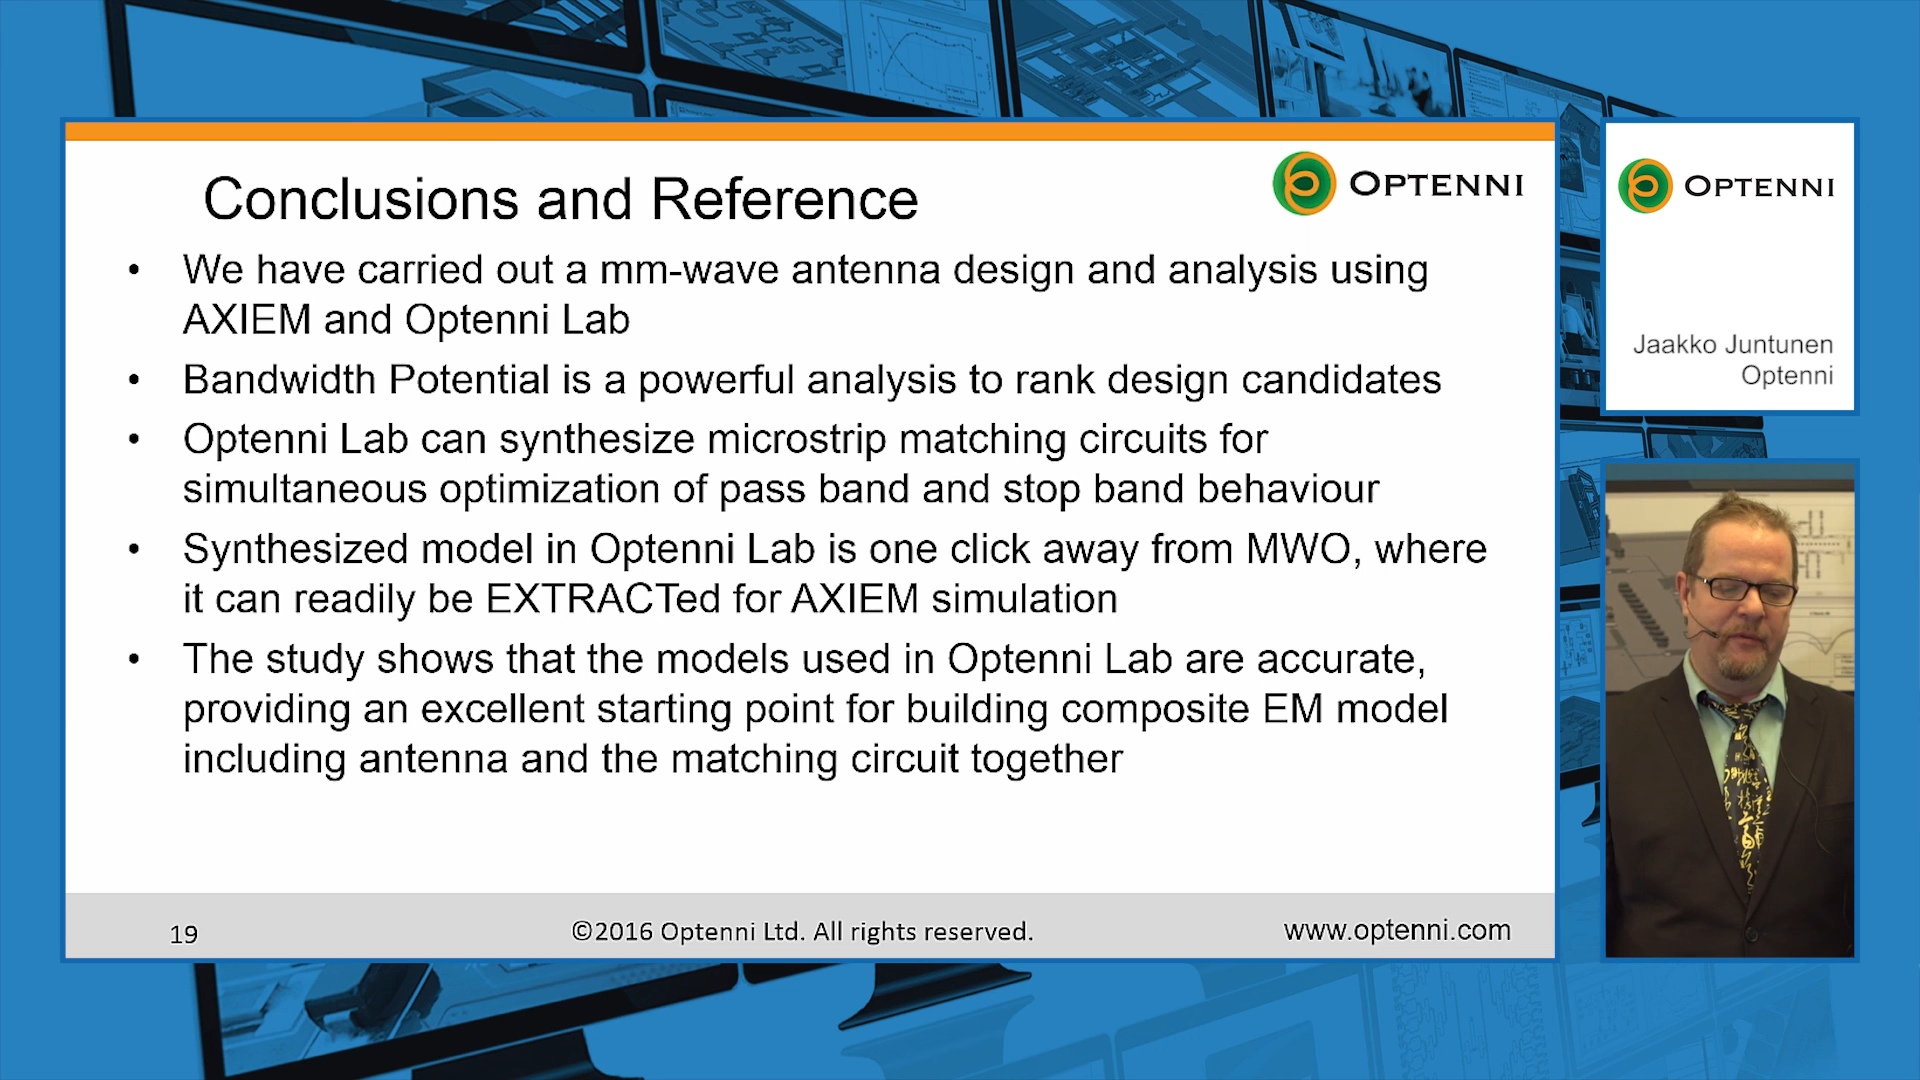 Conclusions and Reference
OPTENNI
• We have carried out a mm-wave antenna design and analysis using
AXIEM and Optenni Lab
• Bandwidth Potential is a powerful analysis to rank design candidates
• Optenni Lab can synthesize microstrip matching circuits for
simultaneous optimization of pass band and stop band behaviour
• Synthesized model in Optenni Lab is one click away from MWO, where
it can readily be EXTRACTed for AXIEM simulation
• The study shows that the models used in Optenni Lab are accurate,
providing an excellent starting point for building composite EM model
including antenna and the matching circuit together
19
©2016 Optenni Ltd. All rights reserved.
www.optenni.com
OPTENNI
Jaakko Juntunen
Optenni